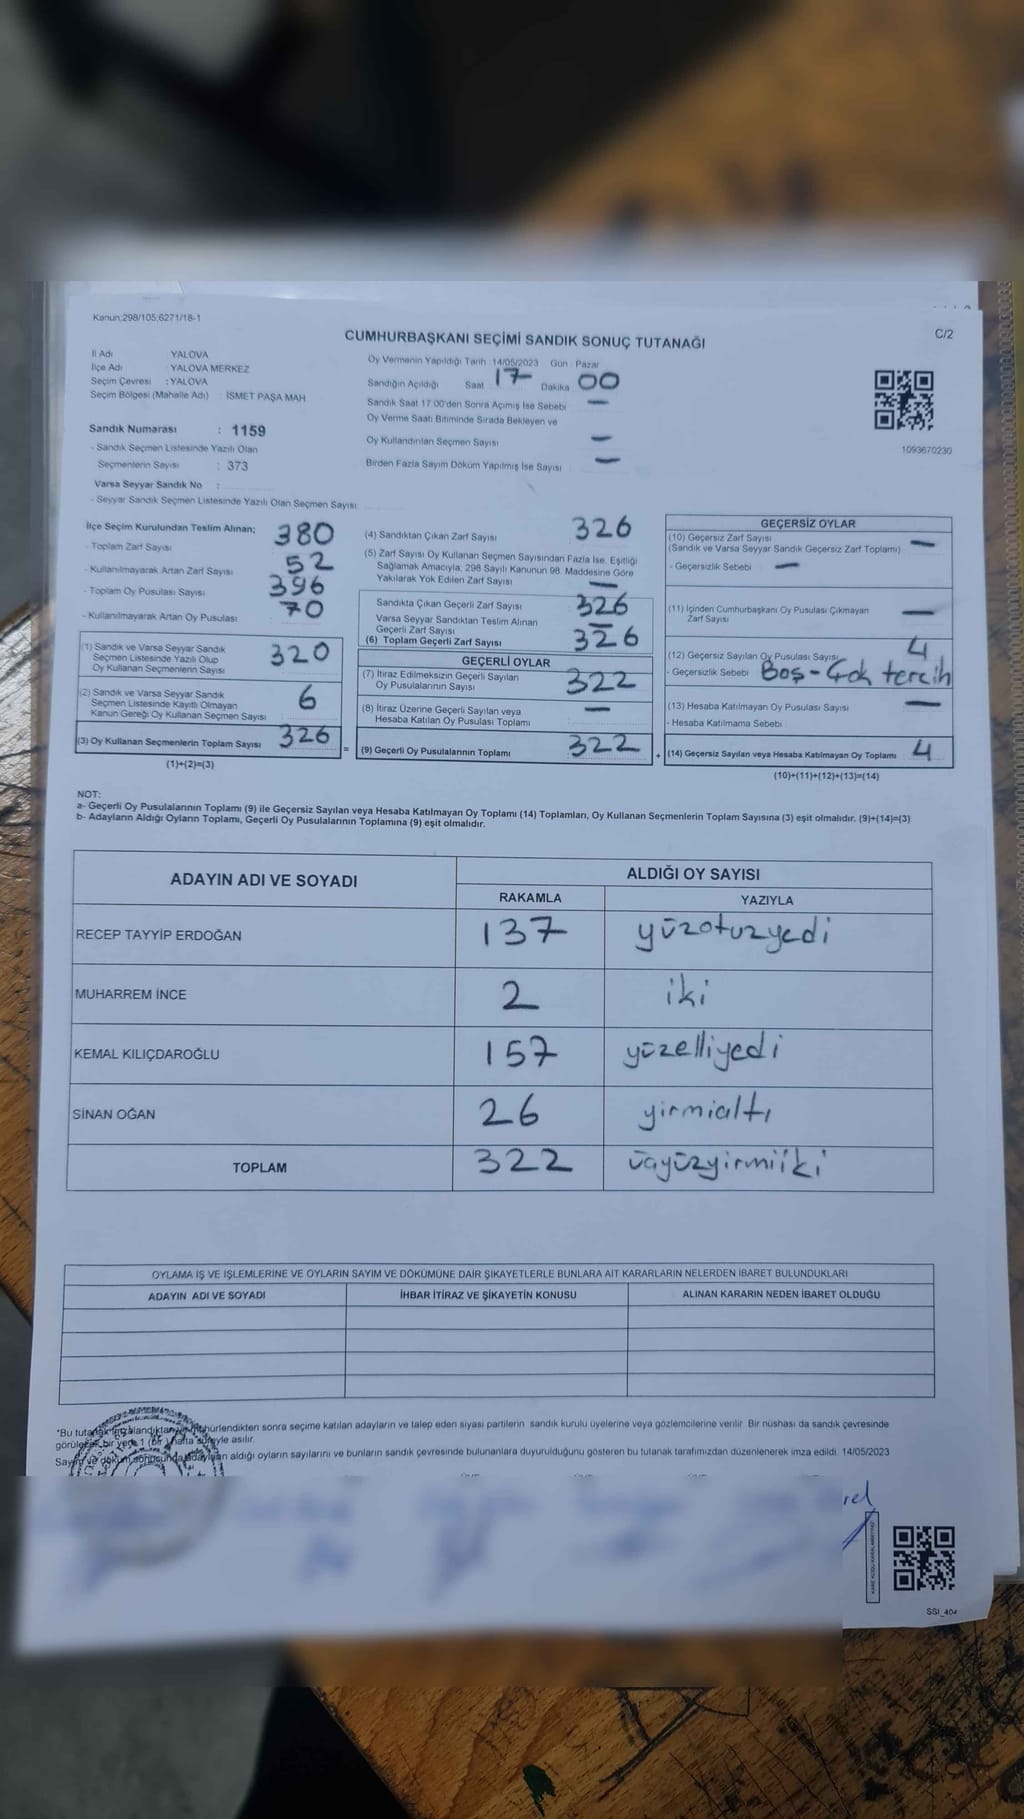 Kanun;298/105;6271/18-1
C/2
CUMHURBAŞKANI SEÇİMİ SANDIK SONUÇ TUTANAĞI
İl Adı YALOVA
İlçe Adı : YALOVA MERKEZ
Seçim Çevresi : YALOVA
Seçim Bölgesi (Mahalle Adı) : İSMET PAŞA MAH.
Sandık Numarası : 1159
- Sandık Seçmen Listesinde Yazılı Olan
Seçmenlerin Sayısı : 373
Varsa Seyyar Sandık No :
- Seyyar Sandık Seçmen Listesinde Yazılı Olan Seçmen Sayısı
Oy Vermenin Yapıldığı Tarih :14/05/2023 Gün : Pazar
Sandığın Açıldığı Saat 17 Dakika 00
Sandık Saat 17:00'den Sonra Açılmış İse Sebebi —
Oy Verme Saati Bitiminde Sırada Bekleyen ve
Oy Kullandırılan Seçmen Sayısı —
Birden Fazla Sayım Döküm Yapılmış İse Sayısı —
1093670230
İlçe Seçim Kurulundan Teslim Alınan;
- Toplam Zarf Sayısı 380
- Kullanılmayarak Artan Zarf Sayısı 52
- Toplam Oy Pusulası Sayısı 396
- Kullanılmayarak Artan Oy Pusulası 70
(1) Sandık ve Varsa Seyyar Sandık
Seçmen Listesinde Yazılı Olup
Oy Kullanan Seçmenlerin Sayısı 320
(2) Sandık ve Varsa Seyyar Sandık
Seçmen Listesinde Kayıtlı Olmayan
Kanun Gereği Oy Kullanan Seçmen Sayısı 6
(3) Oy Kullanan Seçmenlerin Toplam Sayısı 326
(1)+(2)=(3)
(4) Sandıktan Çıkan Zarf Sayısı 326
(5) Zarf Sayısı Oy Kullanan Seçmen Sayısından Fazla İse, Eşitliği
Sağlamak Amacıyla, 298 Sayılı Kanunun 98. Maddesine Göre
Yakılarak Yok Edilen Zarf Sayısı —
Sandıkta Çıkan Geçerli Zarf Sayısı 326
Varsa Seyyar Sandıktan Teslim Alınan
Geçerli Zarf Sayısı —
(6) Toplam Geçerli Zarf Sayısı 326
GEÇERLİ OYLAR
(7) İtiraz Edilmeksizin Geçerli Sayılan
Oy Pusulalarının Sayısı 322
(8) İtiraz Üzerine Geçerli Sayılan veya
Hesaba Katılan Oy Pusulası Toplamı —
= (9) Geçerli Oy Pusulalarının Toplamı 322
GEÇERSİZ OYLAR
(10) Geçersiz Zarf Sayısı
(Sandık ve Varsa Seyyar Sandık Geçersiz Zarf Toplamı) —
- Geçersizlik Sebebi —
(11) İçinden Cumhurbaşkanı Oy Pusulası Çıkmayan
Zarf Sayısı —
(12) Geçersiz Sayılan Oy Pusulası Sayısı 4
- Geçersizlik Sebebi Boş-Çok tercih
(13) Hesaba Katılmayan Oy Pusulası Sayısı —
- Hesaba Katılmama Sebebi
+ (14) Geçersiz Sayılan veya Hesaba Katılmayan Oy Toplamı 4
(10)+(11)+(12)+(13)=(14)
NOT:
a- Geçerli Oy Pusulalarının Toplamı (9) ile Geçersiz Sayılan veya Hesaba Katılmayan Oy Toplamı (14) Toplamları, Oy Kullanan Seçmenlerin Toplam Sayısına (3) eşit olmalıdır. (9)+(14)=(3)
b- Adayların Aldığı Oyların Toplamı, Geçerli Oy Pusulalarının Toplamına (9) eşit olmalıdır.
ADAYIN ADI VE SOYADI ALDIĞI OY SAYISI
RAKAMLA YAZIYLA
RECEP TAYYİP ERDOĞAN 137 yüzotuzyedi
MUHARREM İNCE 2 iki
KEMAL KILIÇDAROĞLU 157 yüzelliyedi
SİNAN OĞAN 26 yirmialtı
TOPLAM 322 üçyüzyirmiiki
OYLAMA İŞ VE İŞLEMLERİNE VE OYLARIN SAYIM VE DÖKÜMÜNE DAİR ŞİKAYETLERLE BUNLARA AİT KARARLARIN NELERDEN İBARET BULUNDUKLARI
ADAYIN ADI VE SOYADI İHBAR İTİRAZ VE ŞİKAYETİN KONUSU ALINAN KARARIN NEDEN İBARET OLDUĞU
*Bu sonra seçime katılan adayların ve talep eden siyasi partilerin sandık kurulu üyelerine veya gözlemcilerine verilir. Bir nüshası da sandık çevresinde
bir yere 1 (bir) hafta süreyle asılır.
Sayım ve döküm sonucunda adayların aldığı oyların sayılarını ve bunların sandık çevresinde bulunanlara duyurulduğunu gösteren bu tutanak tarafımızdan düzenlenerek imza edildi. 14/05/2023